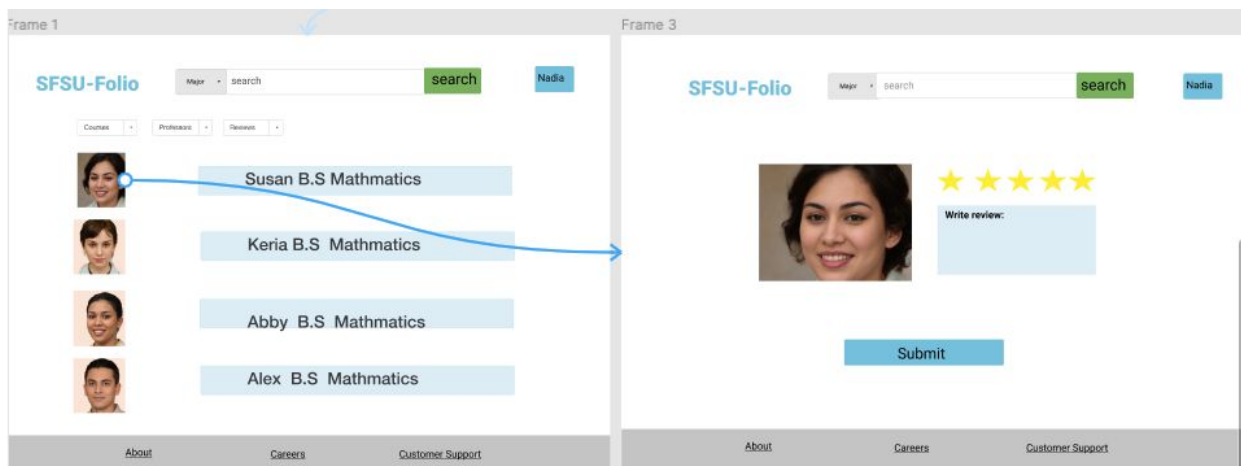 Frame 1
Frame 3
SFSU-Folio
Major
search
search
Nadia
Courses
Professors
Reviews
Susan B.S Mathmatics
Keria B.S Mathmatics
Abby B.S Mathmatics
Alex B.S Mathmatics
About
Careers
Customer Support
SFSU-Folio
Major
search
search
Nadia
Write review:
Submit
About
Careers
Customer Support